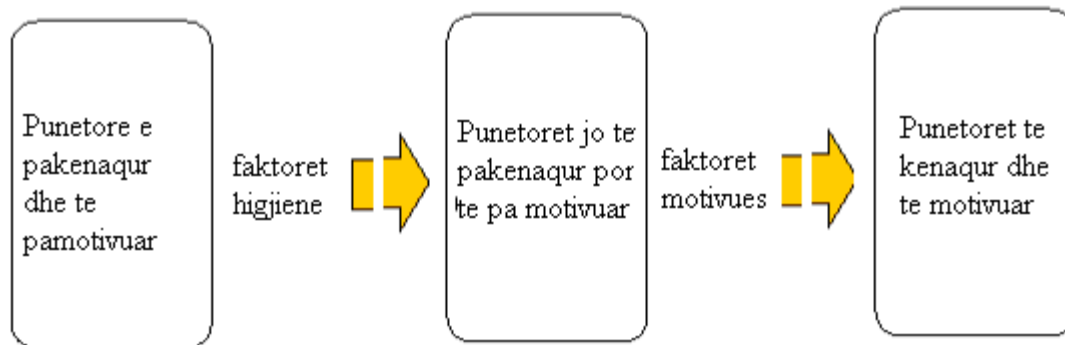 Punetore e
pakenaqur
dhe te
pamotivuar
faktoret
higjiene
Punetoret jo te
pakenaqur por
te pa motivuar
faktoret
motivues
Punetoret te
kenaqur dhe
te motivuar